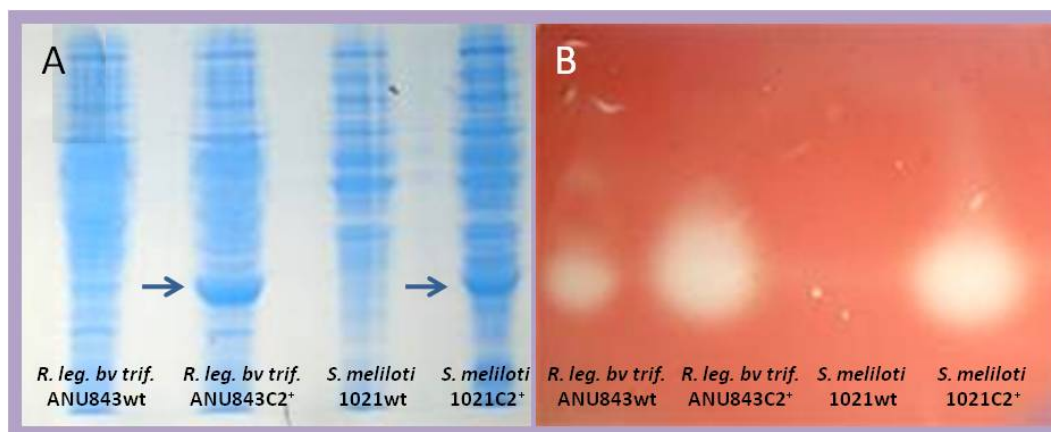 A
B
R. leg. bv trif.
ANU843wt
R. leg. bv trif.
ANU843C2⁺
S. meliloti
1021wt
S. meliloti
1021C2⁺
R. leg. bv trif.
ANU843wt
R. leg. bv trif.
ANU843C2⁺
S. meliloti
1021wt
S. meliloti
1021C2⁺